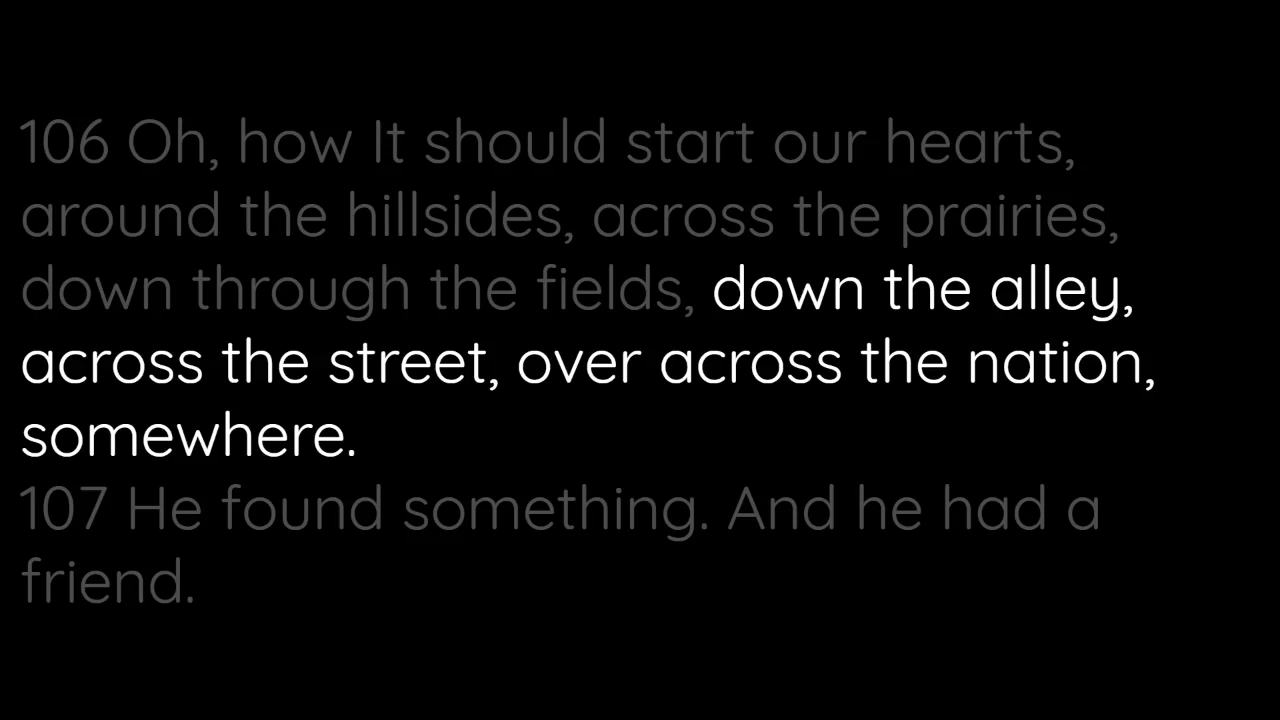 106 Oh, how It should start our hearts,
around the hillsides, across the prairies,
down through the fields, down the alley,
across the street, over across the nation,
somewhere.
107 He found something. And he had a
friend.